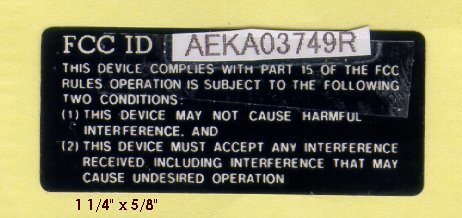 FCC ID AEKA03749R
THIS DEVICE COMPLIES WITH PART 15 OF THE FCC
RULES OPERATION IS SUBJECT TO THE FOLLOWING
TWO CONDITIONS:
(1) THIS DEVICE MAY NOT CAUSE HARMFUL
INTERFERENCE, AND
(2) THIS DEVICE MUST ACCEPT ANY INTERFERENCE
RECEIVED, INCLUDING INTERFERENCE THAT MAY
CAUSE UNDESIRED OPERATION
1 1/4" x 5/8"